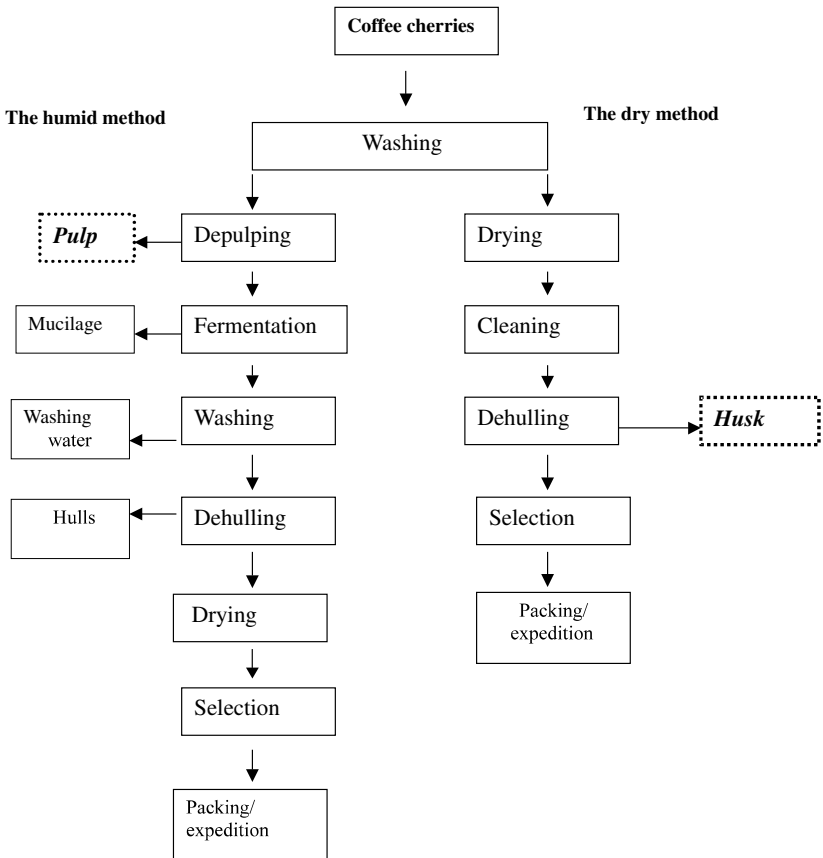 Coffee cherries
The humid method
The dry method
Washing
Pulp
Depulping
Drying
Mucilage
Fermentation
Cleaning
Washing
water
Washing
Dehulling
Husk
Hulls
Dehulling
Selection
Drying
Packing/
expedition
Selection
Packing/
expedition